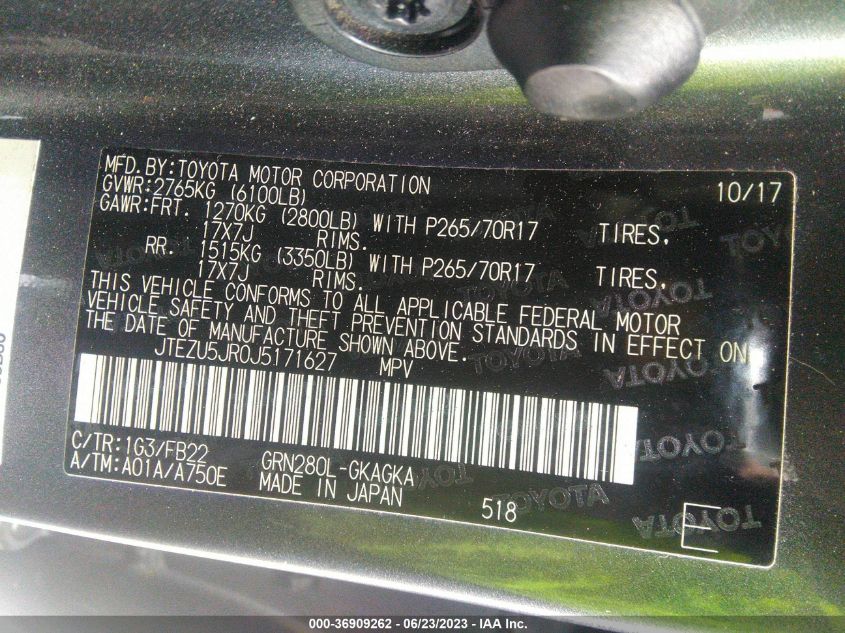 MFD.BY:TOYOTA MOTOR CORPORATION 10/17
GVWR:2765KG (6100LB)
GAWR:FRT. 1270KG (2800LB) WITH P265/70R17 TIRES,
17X7J RIMS.
RR. 1515KG (3350LB) WITH P265/70R17 TIRES,
17X7J RIMS.
THIS VEHICLE CONFORMS TO ALL APPLICABLE FEDERAL MOTOR
VEHICLE SAFETY AND THEFT PREVENTION STANDARDS IN EFFECT ON
THE DATE OF MANUFACTURE SHOWN ABOVE.
JTEZU5JR0J5171627 MPV
C/TR:1G3/FB22 GRN280L-GKAGKA
A/TM:A01A/A750E MADE IN JAPAN
518
TOYOTA
000-36909262 - 06/23/2023 - IAA Inc.